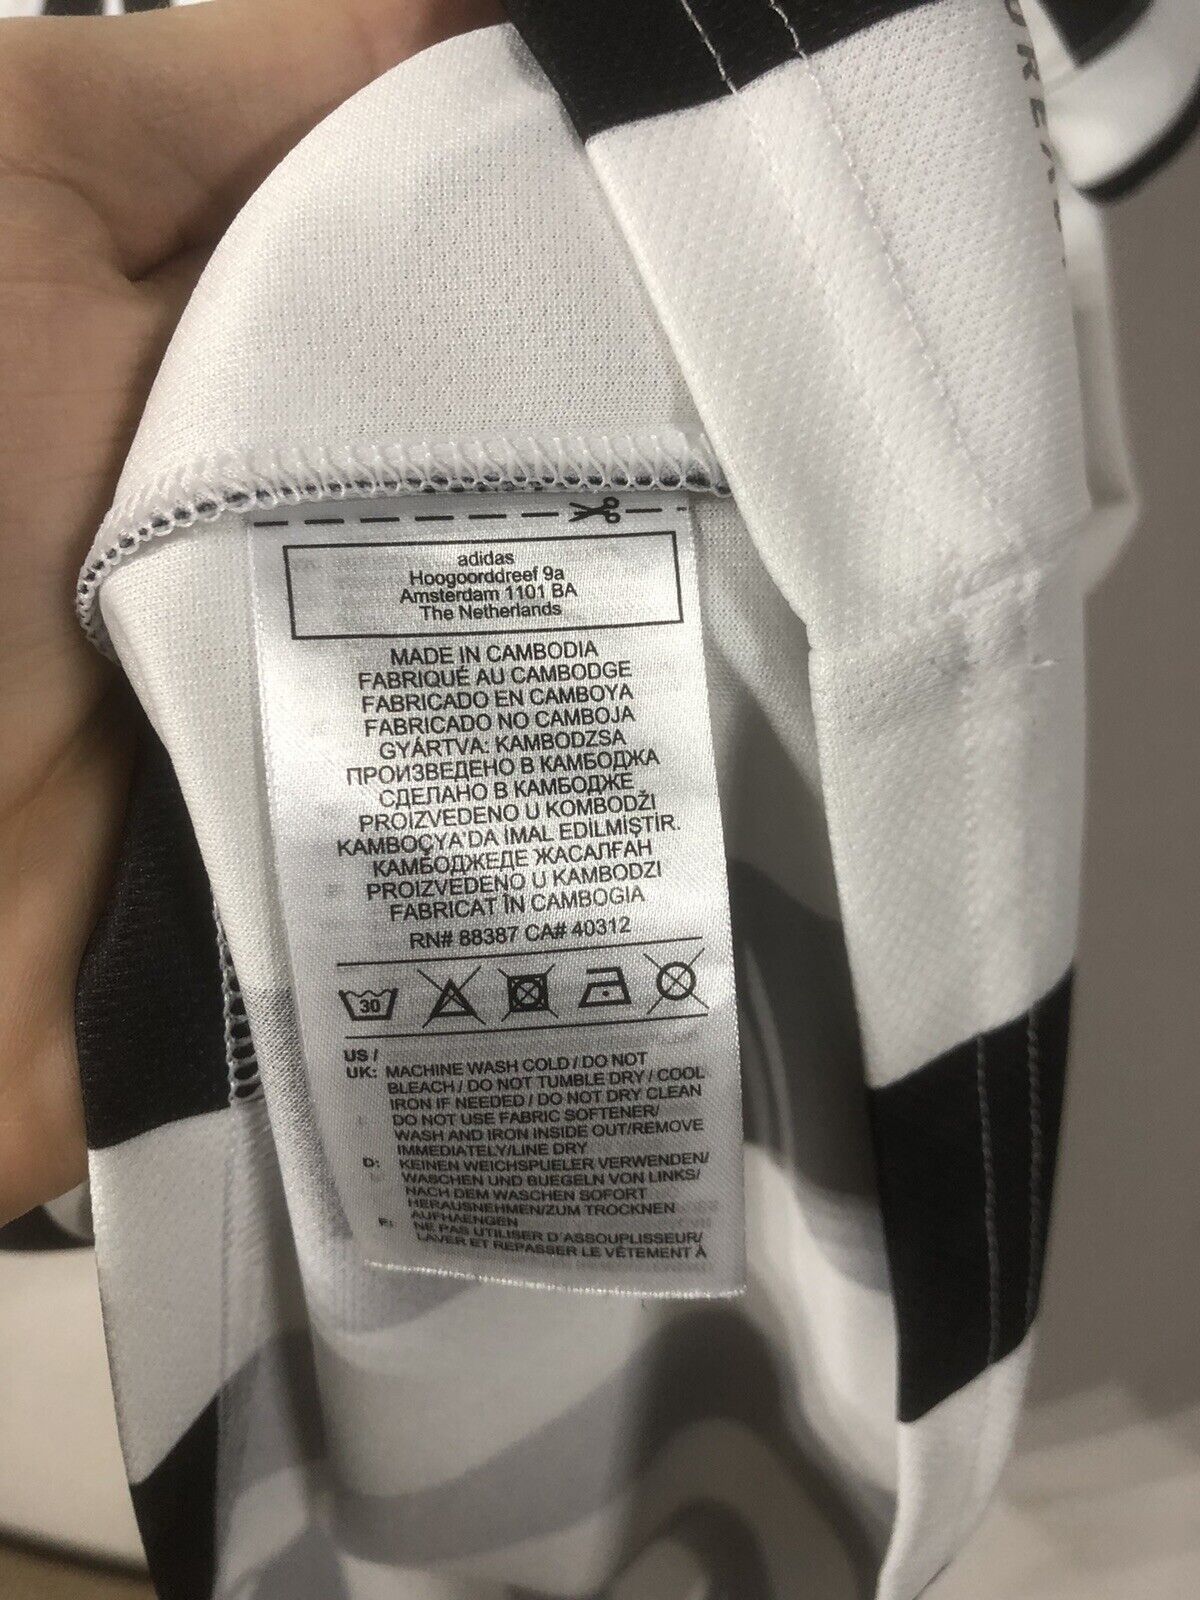 adidas
Hoogoorddreef 9a
Amsterdam 1101 BA
The Netherlands
MADE IN CAMBODIA
FABRIQUÉ AU CAMBODGE
FABRICADO EN CAMBOYA
FABRICADO NO CAMBOJA
GYÁRTVA: KAMBODZSA
ПРОИЗВЕДЕНО В КАМБОДЖА
СДЕЛАНО В КАМБОДЖЕ
PROIZVEDENO U KOMBODŽI
KAMBOÇYA'DA IMAL EDİLMİŞTİR.
КАМБОДЖЕДЕ ЖАСАЛҒАН
PROIZVEDENO U KAMBODZI
FABRICAT ÎN CAMBOGIA
RN# 88387 CA# 40312
30
US /
UK: MACHINE WASH COLD / DO NOT
BLEACH / DO NOT TUMBLE DRY / COOL
IRON IF NEEDED / DO NOT DRY CLEAN
DO NOT USE FABRIC SOFTENER/
WASH AND IRON INSIDE OUT/REMOVE
IMMEDIATELY/LINE DRY
D: KEINEN WEICHSPUELER VERWENDEN/
WASCHEN UND BUEGELN VON LINKS/
NACH DEM WASCHEN SOFORT
HERAUSNEHMEN/ZUM TROCKNEN
AUFHAENGEN
F: NE PAS UTILISER D'ASSOUPLISSEUR/
LAVER ET REPASSER LE VÊTEMENT À